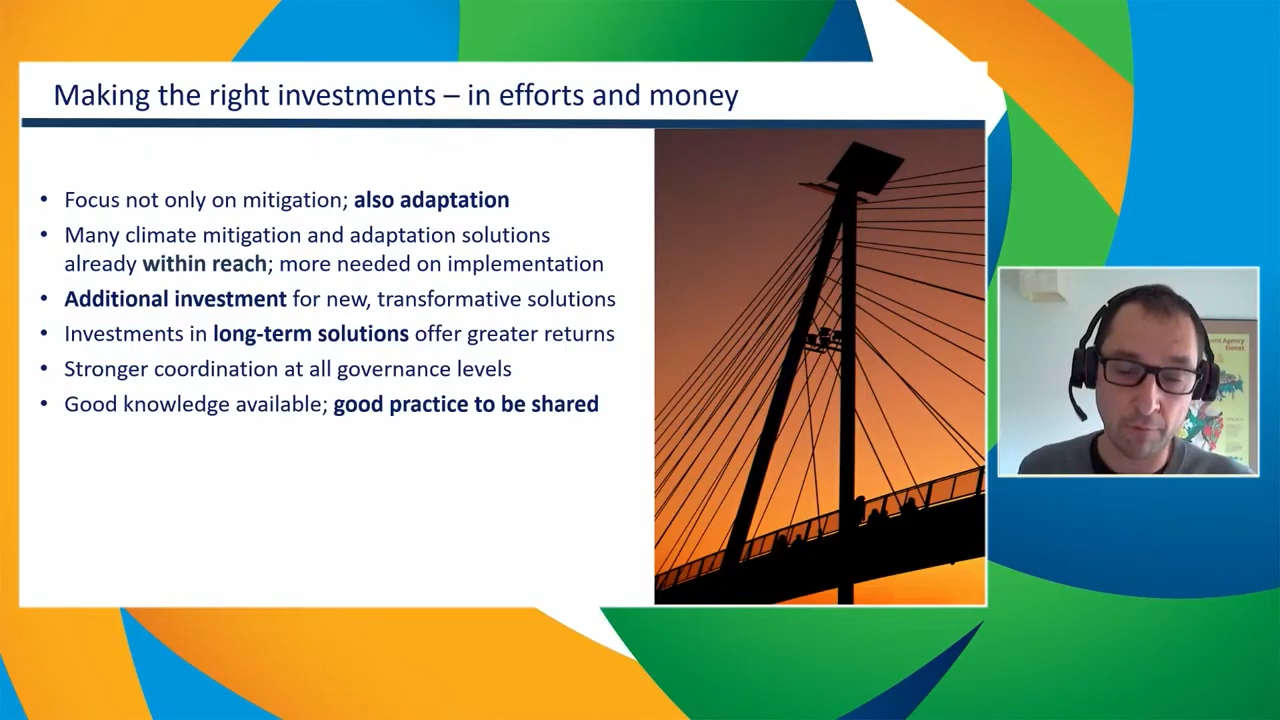 Making the right investments – in efforts and money
• Focus not only on mitigation; also adaptation
• Many climate mitigation and adaptation solutions
already within reach; more needed on implementation
• Additional investment for new, transformative solutions
• Investments in long-term solutions offer greater returns
• Stronger coordination at all governance levels
• Good knowledge available; good practice to be shared
Agency
Eionet